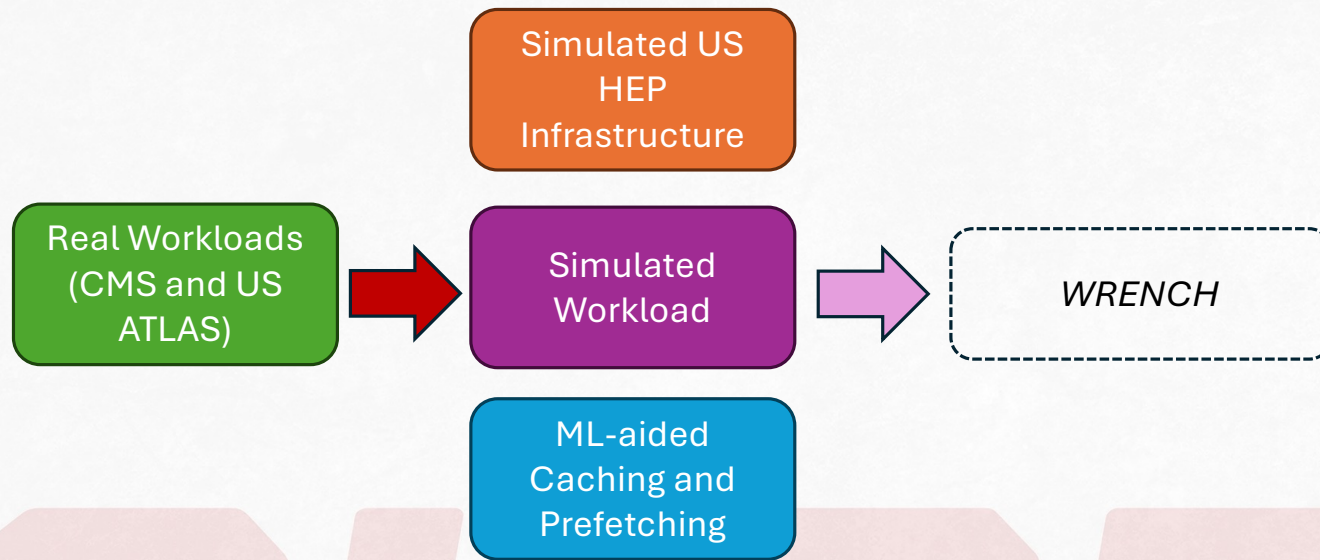 Simulated US
HEP
Infrastructure
Real Workloads
(CMS and US
ATLAS)
Simulated
Workload
WRENCH
ML-aided
Caching and
Prefetching